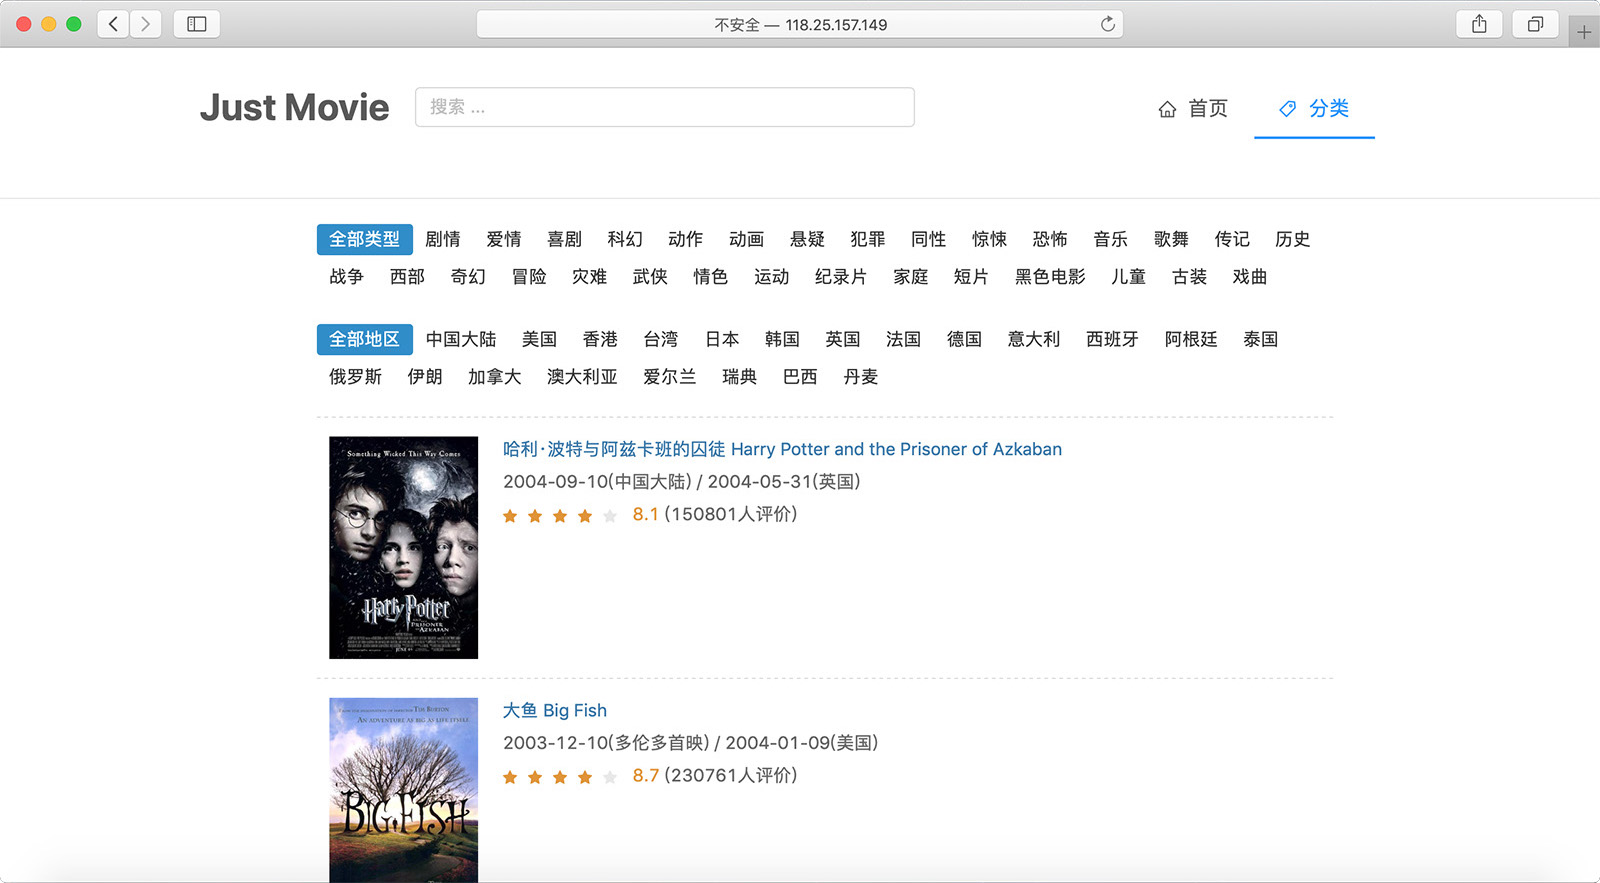 不安全 — 118.25.157.149
Just Movie
搜索 ...
首页
分类
全部类型 剧情 爱情 喜剧 科幻 动作 动画 悬疑 犯罪 同性 惊悚 恐怖 音乐 歌舞 传记 历史
战争 西部 奇幻 冒险 灾难 武侠 情色 运动 纪录片 家庭 短片 黑色电影 儿童 古装 戏曲
全部地区 中国大陆 美国 香港 台湾 日本 韩国 英国 法国 德国 意大利 西班牙 阿根廷 泰国
俄罗斯 伊朗 加拿大 澳大利亚 爱尔兰 瑞典 巴西 丹麦
Something Wicked This Way Comes
Harry Potter
AND THE
PRISONER OF
AZKABAN
哈利·波特与阿兹卡班的囚徒 Harry Potter and the Prisoner of Azkaban
2004-09-10(中国大陆) / 2004-05-31(英国)
8.1 (150801人评价)
AN ADVENTURE AS BIG AS LIFE ITSELF
BIG FISH
大鱼 Big Fish
2003-12-10(多伦多首映) / 2004-01-09(美国)
8.7 (230761人评价)